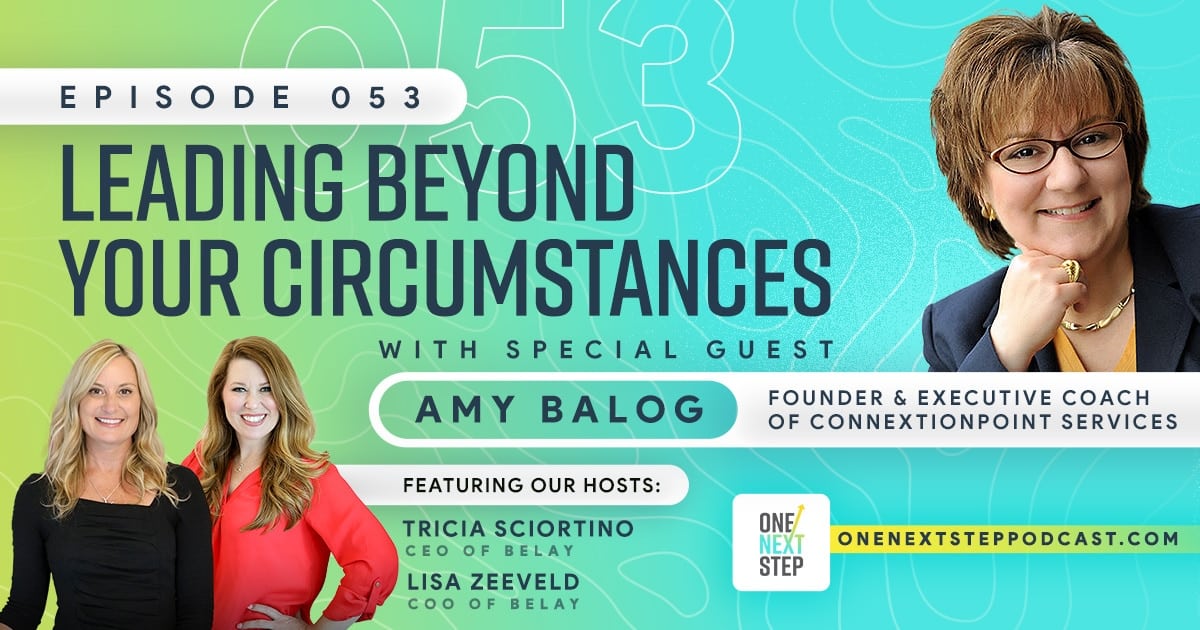 053
EPISODE 053
LEADING BEYOND
YOUR CIRCUMSTANCES
WITH SPECIAL GUEST
AMY BALOG
FOUNDER & EXECUTIVE COACH
OF CONNEXTIONPOINT SERVICES
FEATURING OUR HOSTS:
TRICIA SCIORTINO
CEO OF BELAY
LISA ZEEVELD
COO OF BELAY
ONE
NEXT
STEP
ONENEXTSTEPPODCAST.COM